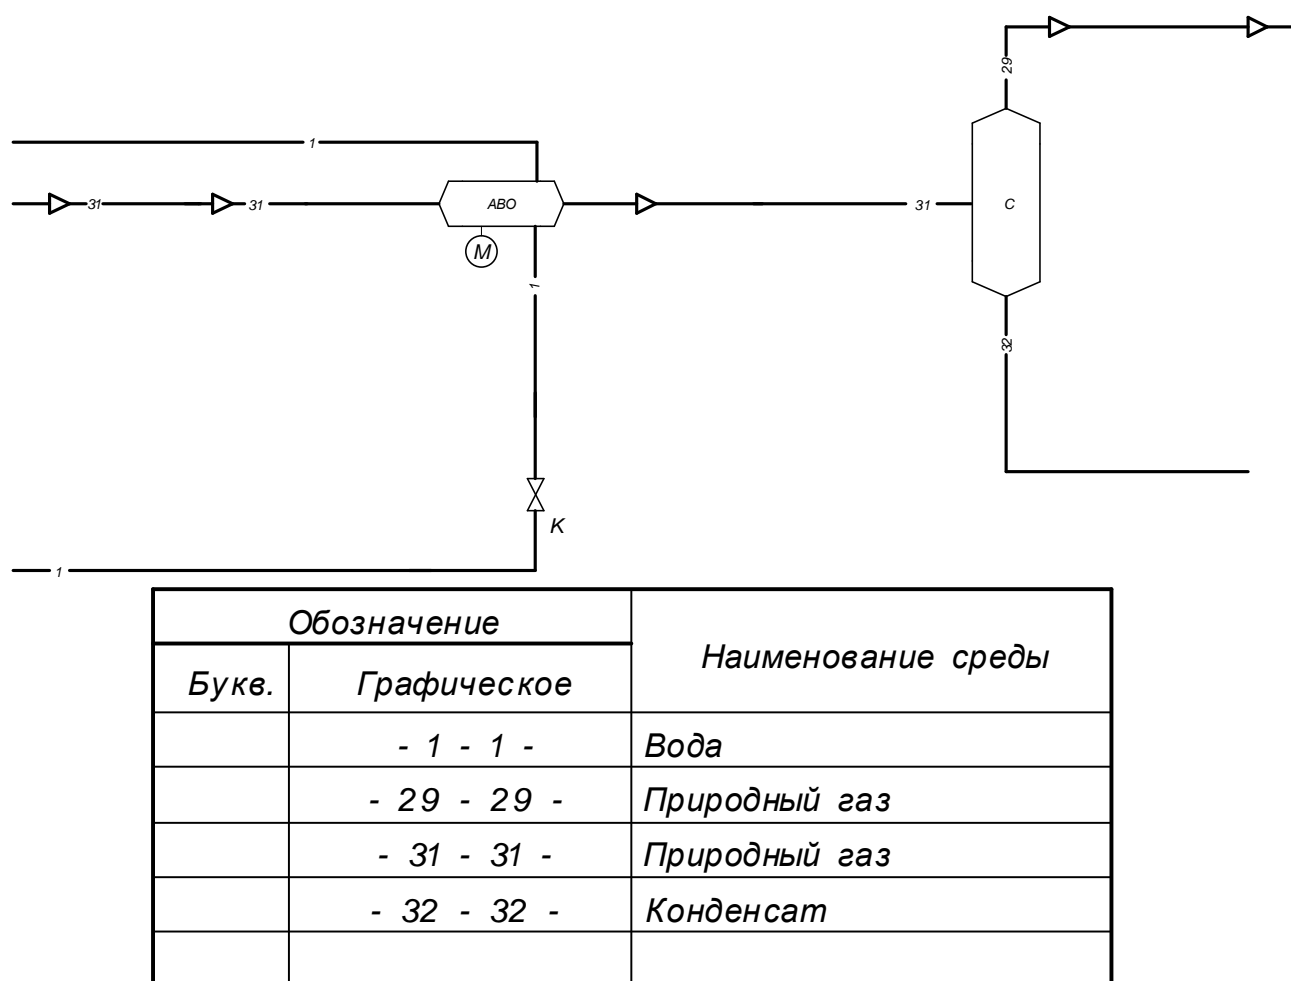 29
1
31
31
АВО
31
С
М
1
32
К
1
Обозначение
Наименование среды
Букв.
Графическое
- 1 - 1 -
Вода
- 29 - 29 -
Природный газ
- 31 - 31 -
Природный газ
- 32 - 32 -
Конденсат